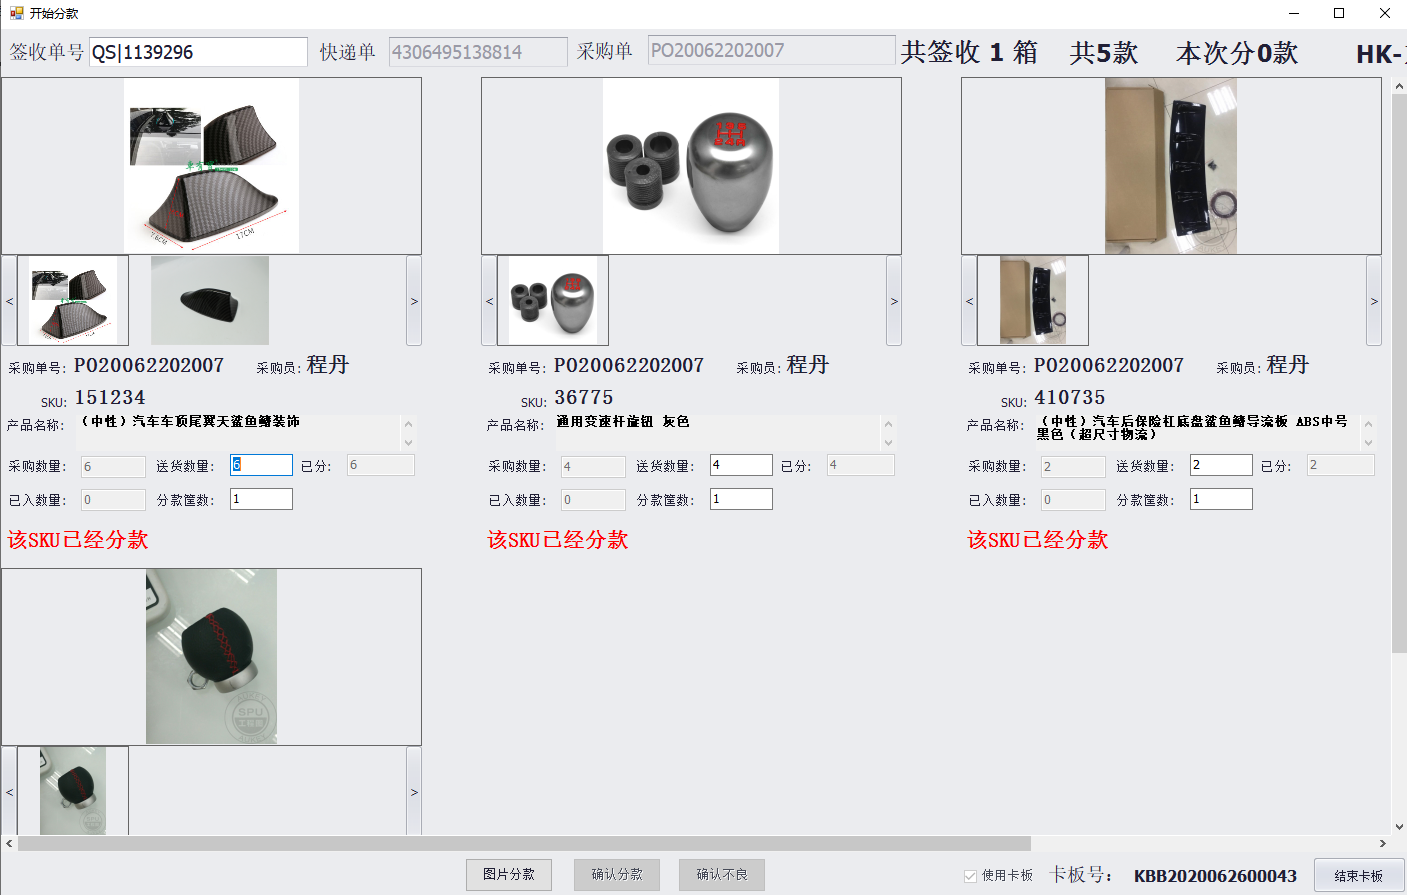 开始分款
签收单号 QS|1139296 快递单 4306495138814 采购单 PO20062202007 共签收 1 箱 共5款 本次分0款 HK-
车有有
7.6CM 17CM
< > < > < >
采购单号: PO20062202007 采购员: 程丹 采购单号: PO20062202007 采购员: 程丹 采购单号: PO20062202007 采购员: 程丹
SKU: 151234 SKU: 36775 SKU: 410735
产品名称: （中性）汽车车顶尾翼天鲨鱼鳍装饰 产品名称: 通用变速杆旋钮 灰色 产品名称: （中性）汽车后保险杠底盘鲨鱼鳍导流板 ABS中号
黑色（超尺寸物流）
采购数量: 6 送货数量: 6 已分: 6 采购数量: 4 送货数量: 4 已分: 4 采购数量: 2 送货数量: 2 已分: 2
已入数量: 0 分款筐数: 1 已入数量: 0 分款筐数: 1 已入数量: 0 分款筐数: 1
该SKU已经分款 该SKU已经分款 该SKU已经分款
AUKEY
SPU
< >
图片分款 确认分款 确认不良 使用卡板 卡板号： KBB2020062600043 结束卡板